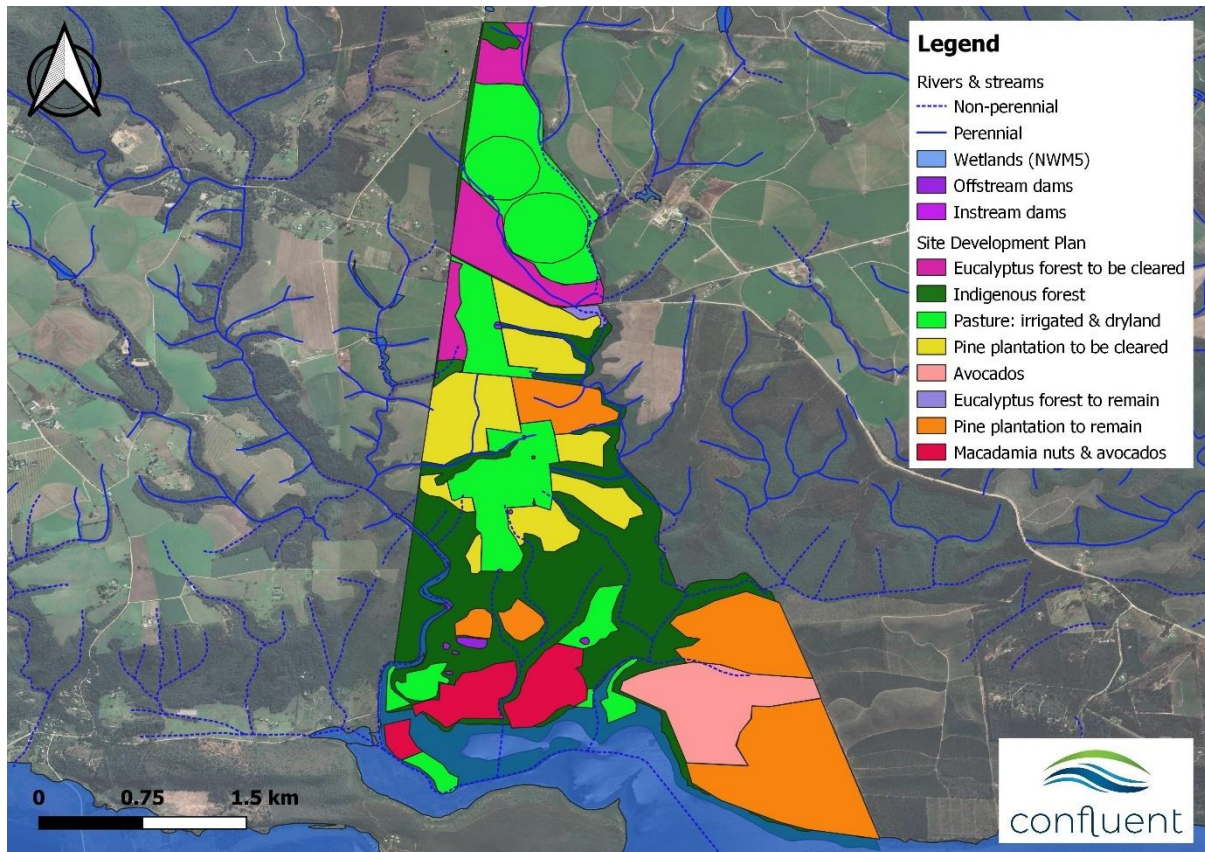 Legend
Rivers & streams
Non-perennial
Perennial
Wetlands (NWM5)
Offstream dams
Instream dams
Site Development Plan
Eucalyptus forest to be cleared
Indigenous forest
Pasture: irrigated & dryland
Pine plantation to be cleared
Avocados
Eucalyptus forest to remain
Pine plantation to remain
Macadamia nuts & avocados
0 0.75 1.5 km
confluent